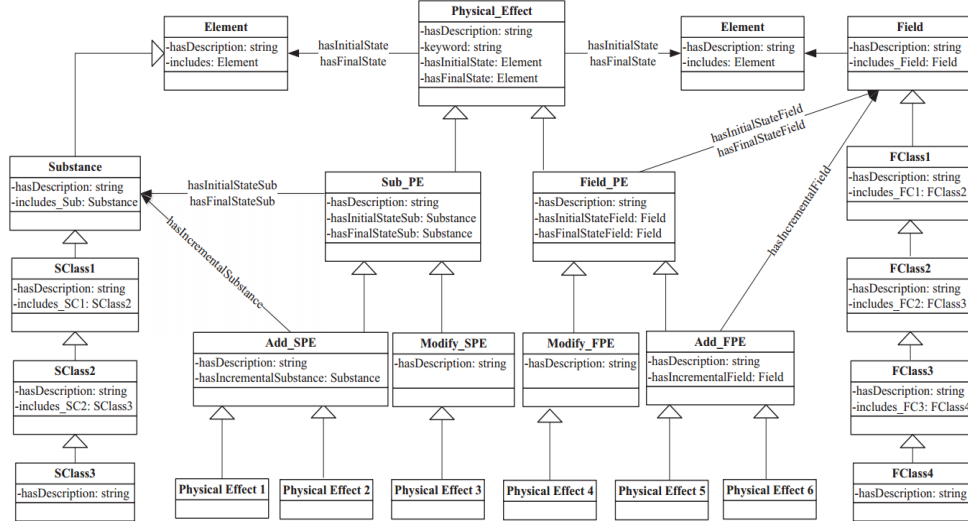 Element
-hasDescription: string
-includes: Element
hasInitialState
hasFinalState
Physical_Effect
-hasDescription: string
-keyword: string
-hasInitialState: Element
-hasFinalState: Element
hasInitialState
hasFinalState
Element
-hasDescription: string
-includes: Element
Field
-hasDescription: string
-includes_Field: Field
Substance
-hasDescription: string
-includes_Sub: Substance
hasInitialStateSub
hasFinalStateSub
Sub_PE
-hasDescription: string
-hasInitialStateSub: Substance
-hasFinalStateSub: Substance
Field_PE
-hasDescription: string
-hasInitialStateField: Field
-hasFinalStateField: Field
hasInitialStateField
hasFinalStateField
FClass1
-hasDescription: string
-includes_FC1: FClass2
hasIncrementalSubstance
hasIncrementalField
SClass1
-hasDescription: string
-includes_SC1: SClass2
FClass2
-hasDescription: string
-includes_FC2: FClass3
Add_SPE
-hasDescription: string
-hasIncrementalSubstance: Substance
Modify_SPE
-hasDescription: string
Modify_FPE
-hasDescription: string
Add_FPE
-hasDescription: string
-hasIncrementalField: Field
SClass2
-hasDescription: string
-includes_SC2: SClass3
FClass3
-hasDescription: string
-includes_FC3: FClass4
SClass3
-hasDescription: string
Physical Effect 1
Physical Effect 2
Physical Effect 3
Physical Effect 4
Physical Effect 5
Physical Effect 6
FClass4
-hasDescription: string